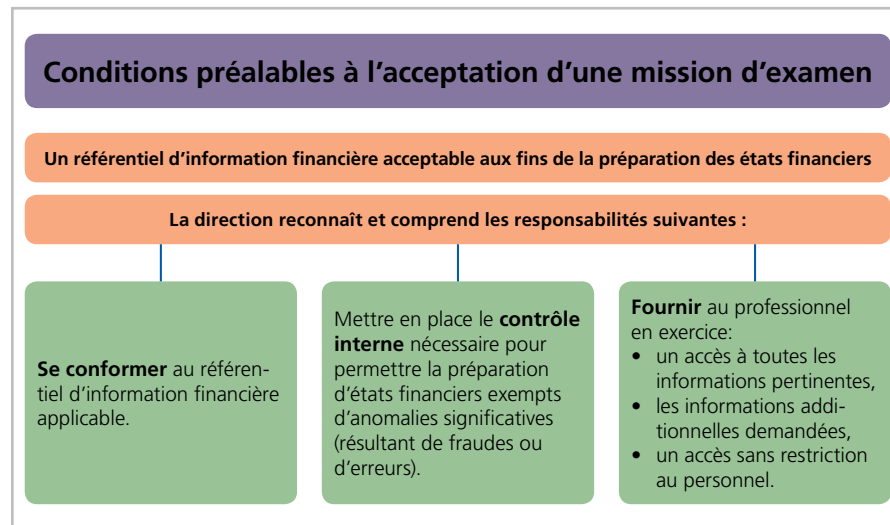 Conditions préalables à l'acceptation d'une mission d'examen
Un référentiel d'information financière acceptable aux fins de la préparation des états financiers
La direction reconnaît et comprend les responsabilités suivantes :
Se conformer au référen-
tiel d'information financière
applicable.
Mettre en place le contrôle
interne nécessaire pour
permettre la préparation
d'états financiers exempts
d'anomalies significatives
(résultant de fraudes ou
d'erreurs).
Fournir au professionnel
en exercice:
• un accès à toutes les
informations pertinentes,
• les informations addi-
tionnelles demandées,
• un accès sans restriction
au personnel.